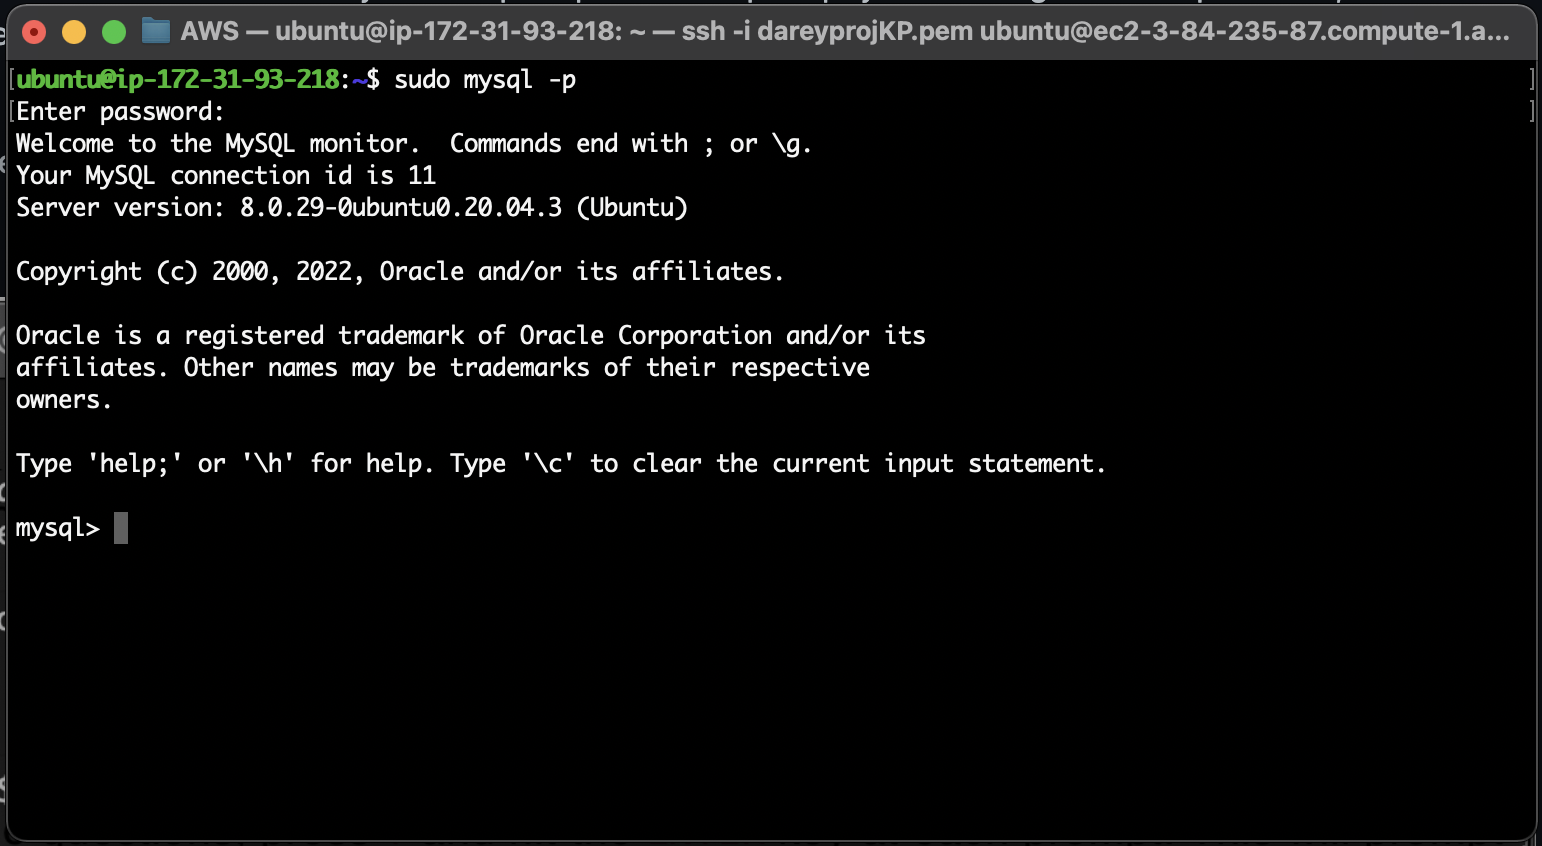 AWS — ubuntu@ip-172-31-93-218: ~ — ssh -i dareyprojKP.pem ubuntu@ec2-3-84-235-87.compute-1.a...
[ubuntu@ip-172-31-93-218:~$ sudo mysql -p ]
[Enter password: ]
Welcome to the MySQL monitor.  Commands end with ; or \g.
Your MySQL connection id is 11
Server version: 8.0.29-0ubuntu0.20.04.3 (Ubuntu)
Copyright (c) 2000, 2022, Oracle and/or its affiliates.
Oracle is a registered trademark of Oracle Corporation and/or its
affiliates. Other names may be trademarks of their respective
owners.
Type 'help;' or '\h' for help. Type '\c' to clear the current input statement.
mysql>